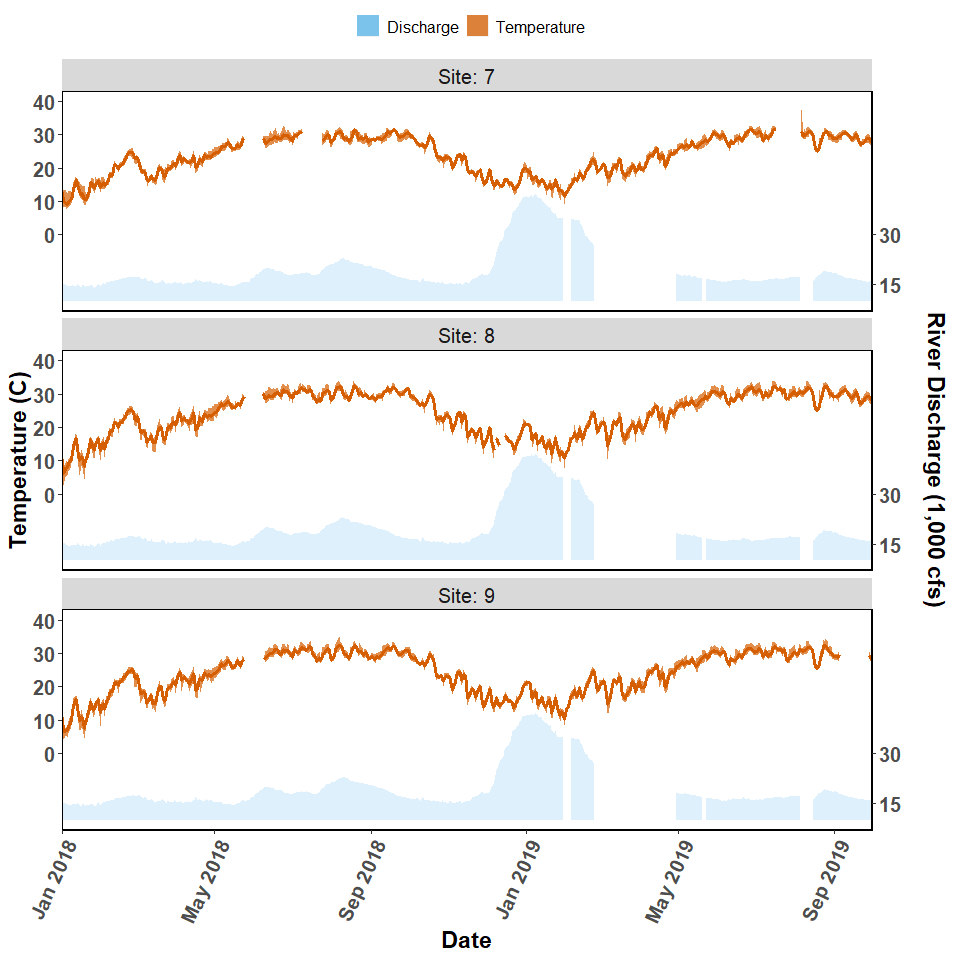 Discharge Temperature
Site: 7
40
30
20
10
0
30
15
Site: 8
40
30
20
10
0
30
15
Site: 9
40
30
20
10
0
30
15
Temperature (C)
River Discharge (1,000 cfs)
Jan 2018 May 2018 Sep 2018 Jan 2019 May 2019 Sep 2019
Date